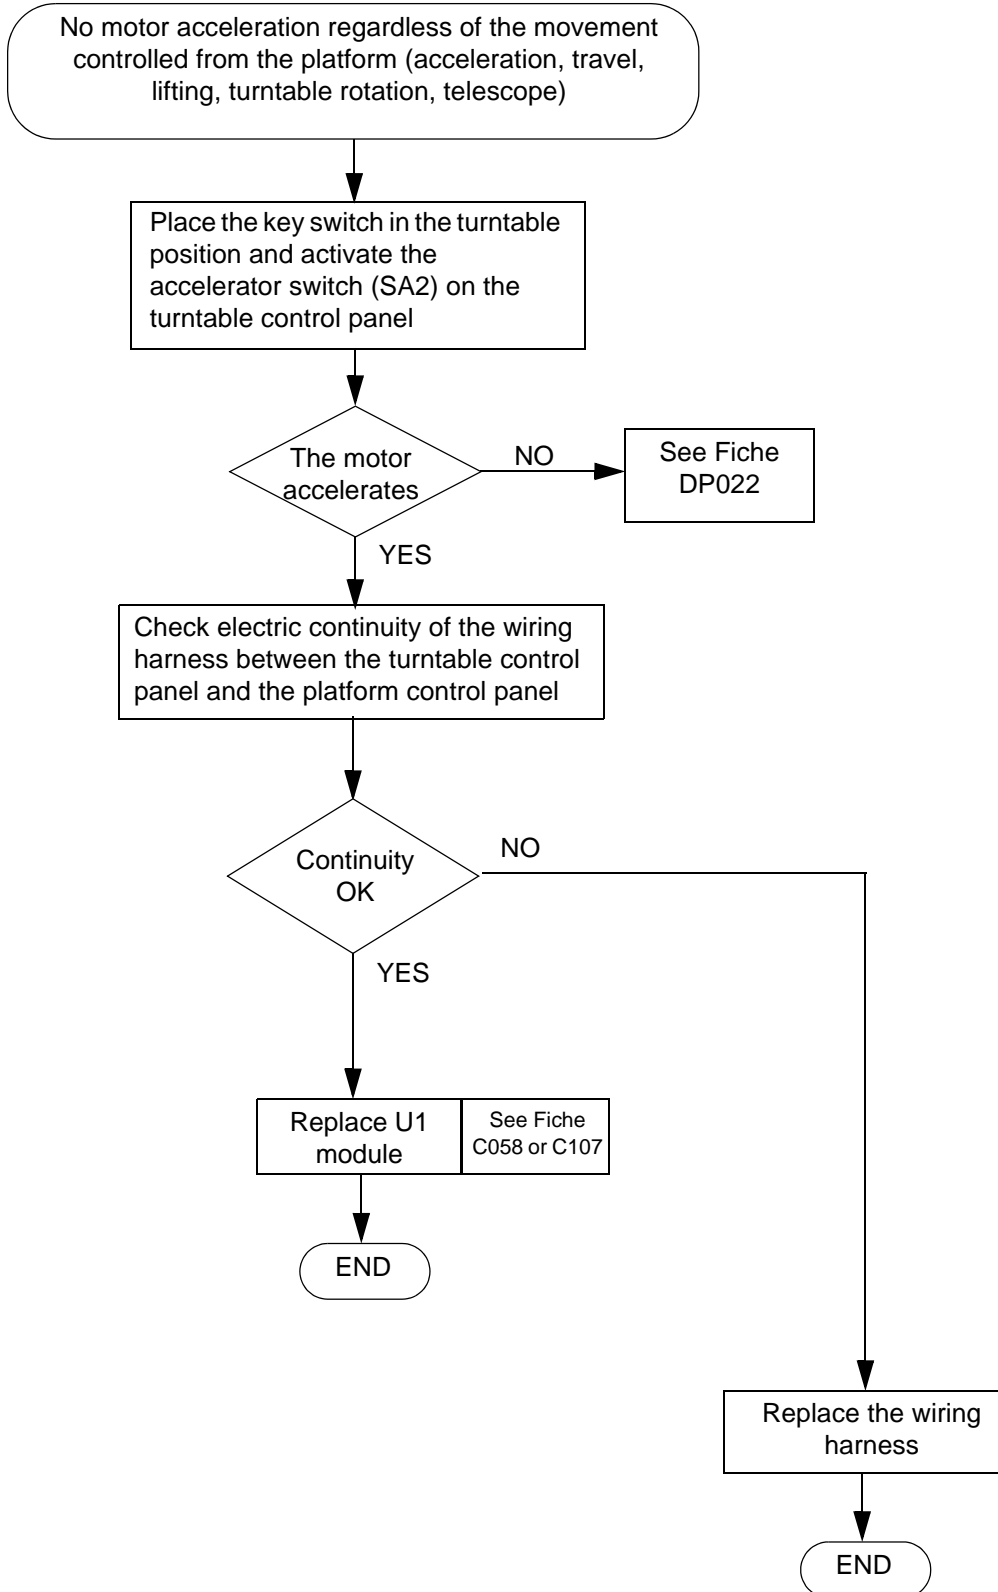 No motor acceleration regardless of the movement
controlled from the platform (acceleration, travel,
lifting, turntable rotation, telescope)
Place the key switch in the turntable
position and activate the
accelerator switch (SA2) on the
turntable control panel
The motor
accelerates
NO
See Fiche
DP022
YES
Check electric continuity of the wiring
harness between the turntable control
panel and the platform control panel
Continuity
OK
NO
YES
Replace U1
module
See Fiche
C058 or C107
END
Replace the wiring
harness
END